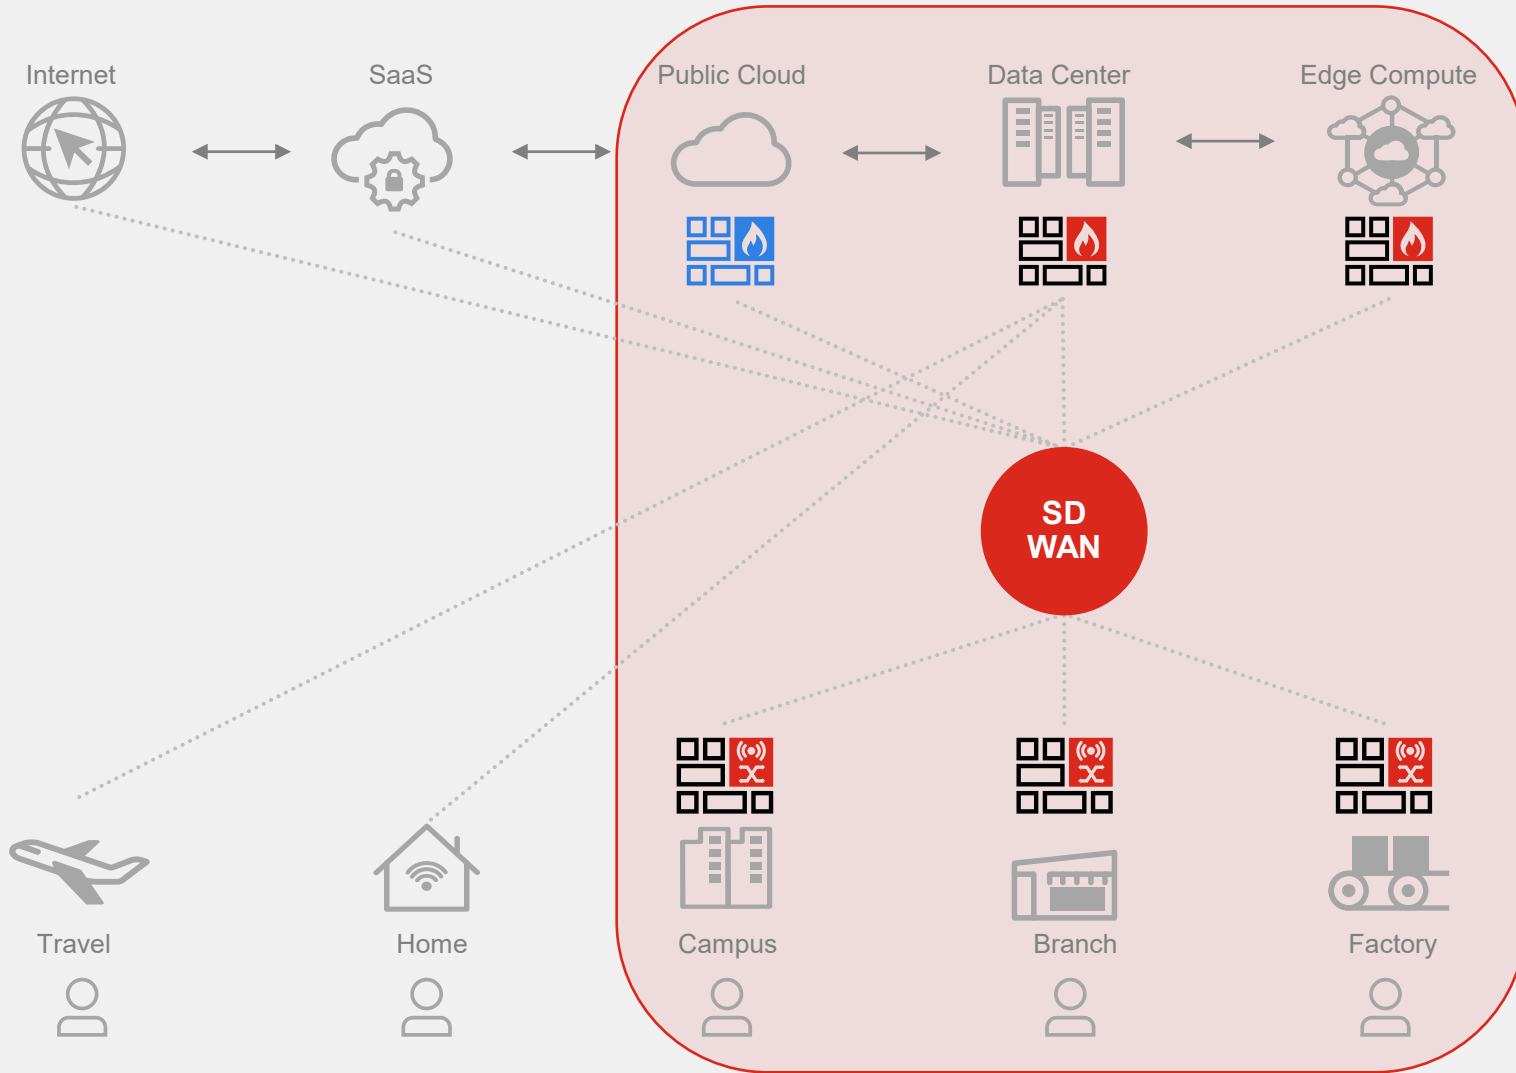 Internet
SaaS
Public Cloud
Data Center
Edge Compute
SD
WAN
Travel
Home
Campus
Branch
Factory